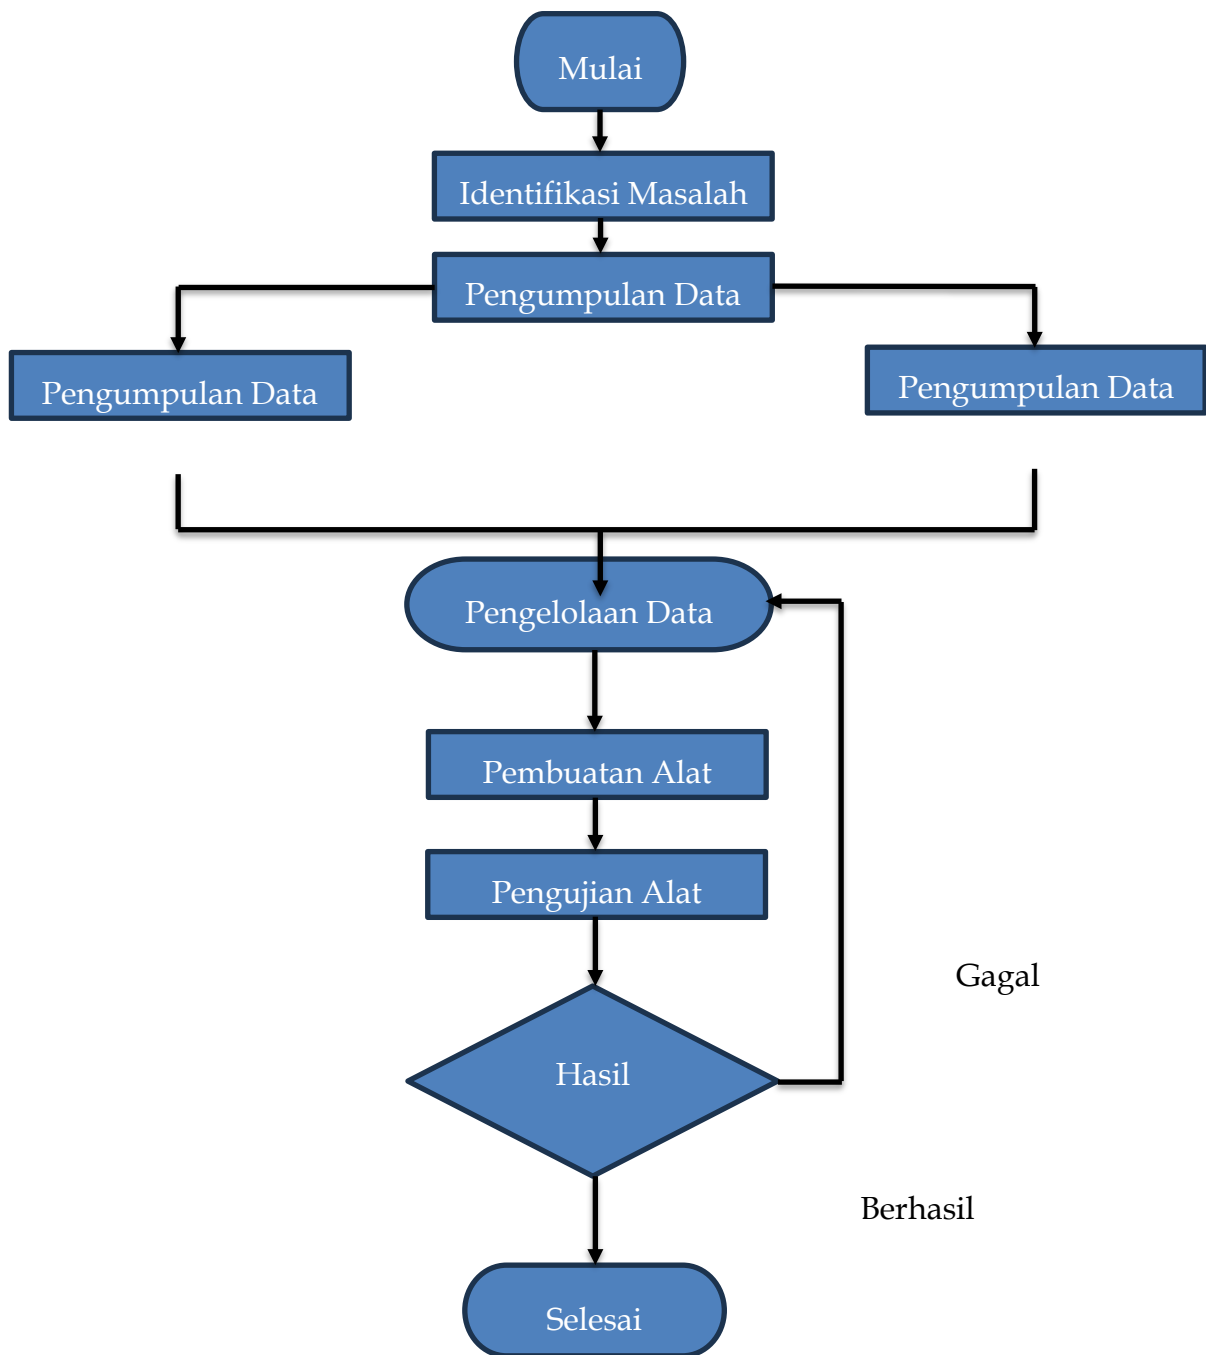 Mulai
Identifikasi Masalah
Pengumpulan Data
Pengumpulan Data
Pengumpulan Data
Pengelolaan Data
Pembuatan Alat
Pengujian Alat
Gagal
Hasil
Berhasil
Selesai